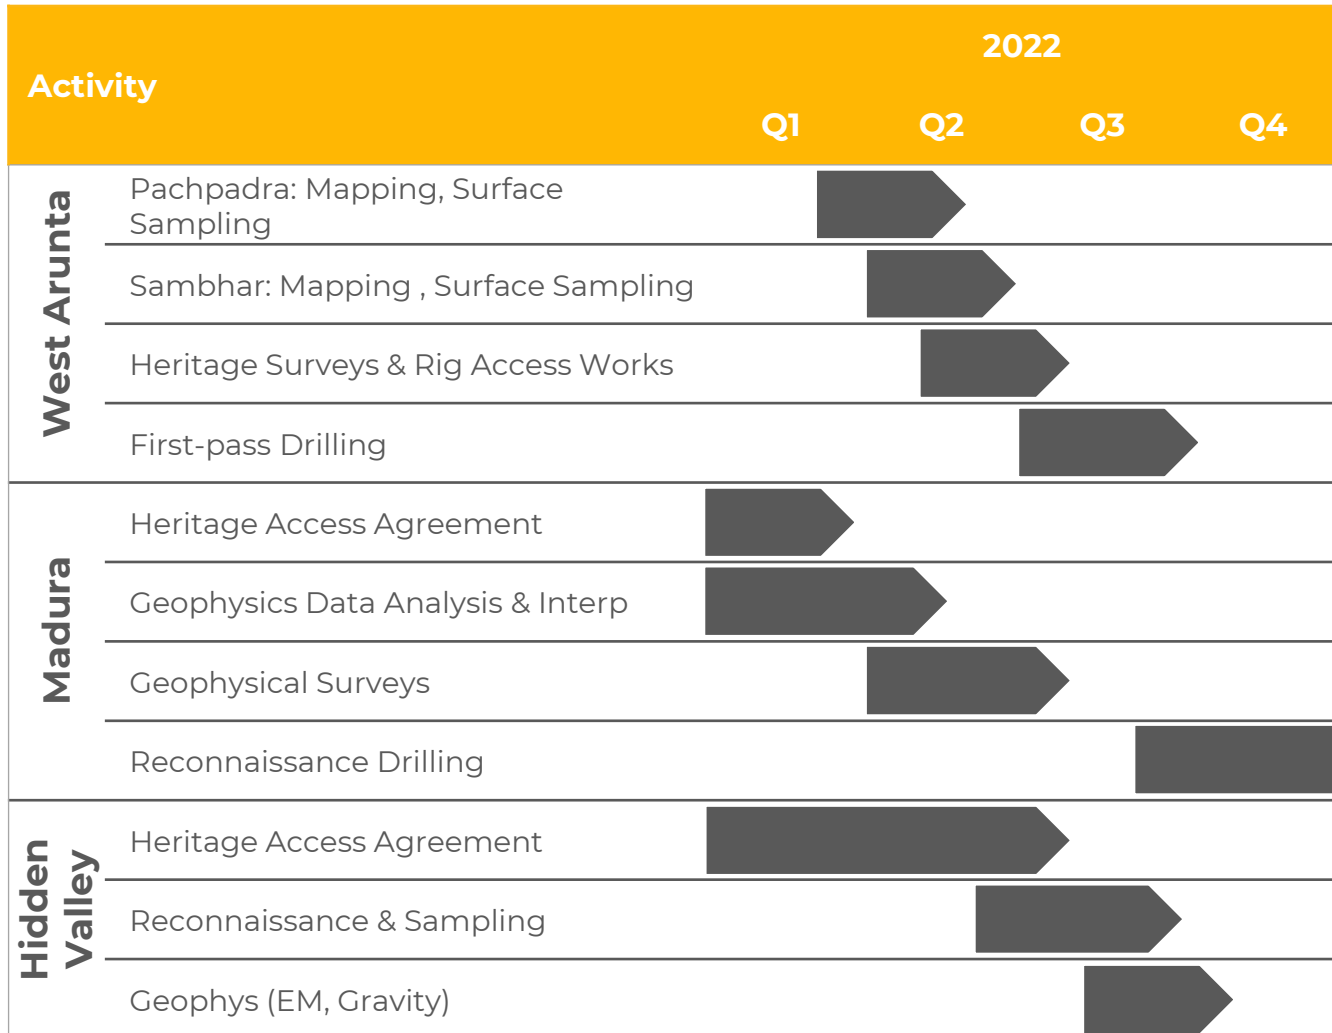 Activity
2022
Q1 Q2 Q3 Q4
West Arunta
Pachpadra: Mapping, Surface
Sampling
Sambhar: Mapping , Surface Sampling
Heritage Surveys & Rig Access Works
First-pass Drilling
Madura
Heritage Access Agreement
Geophysics Data Analysis & Interp
Geophysical Surveys
Reconnaissance Drilling
Hidden
Valley
Heritage Access Agreement
Reconnaissance & Sampling
Geophys (EM, Gravity)